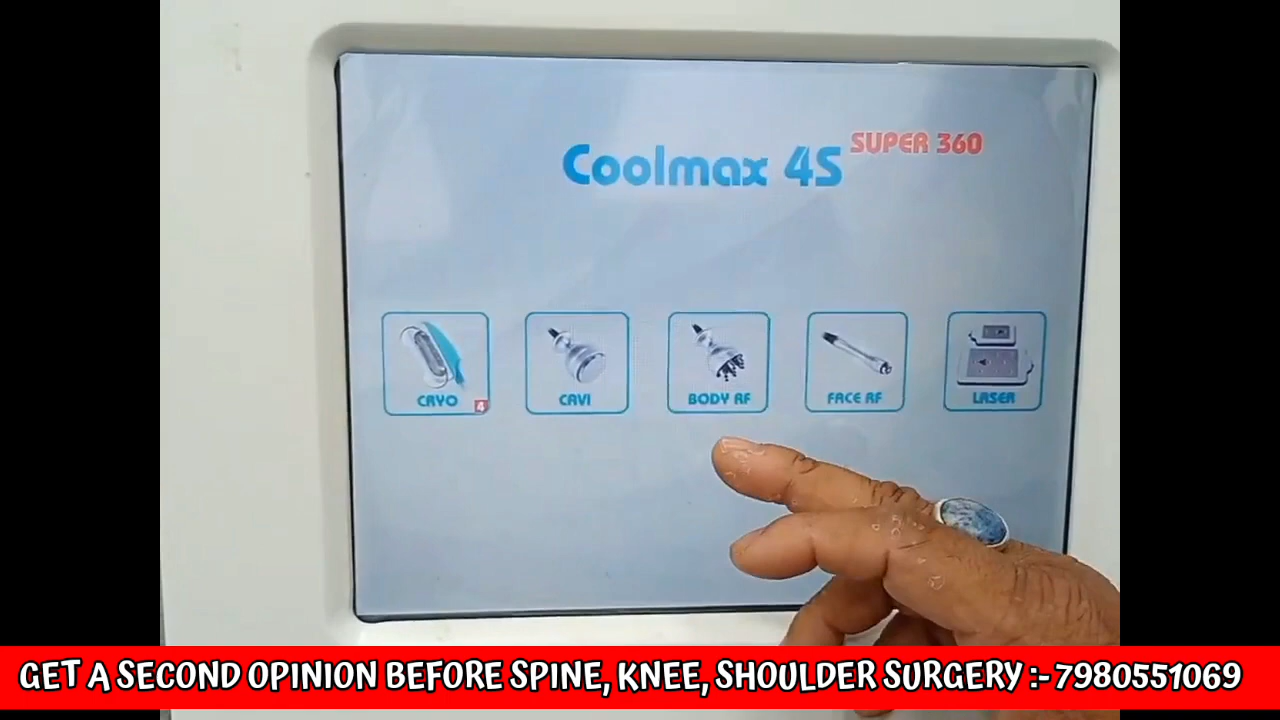 Coolmax 4S SUPER 360
CRYO 4
CAVI
BODY RF
FACE RF
LASER
GET A SECOND OPINION BEFORE SPINE, KNEE, SHOULDER SURGERY :-7980551069